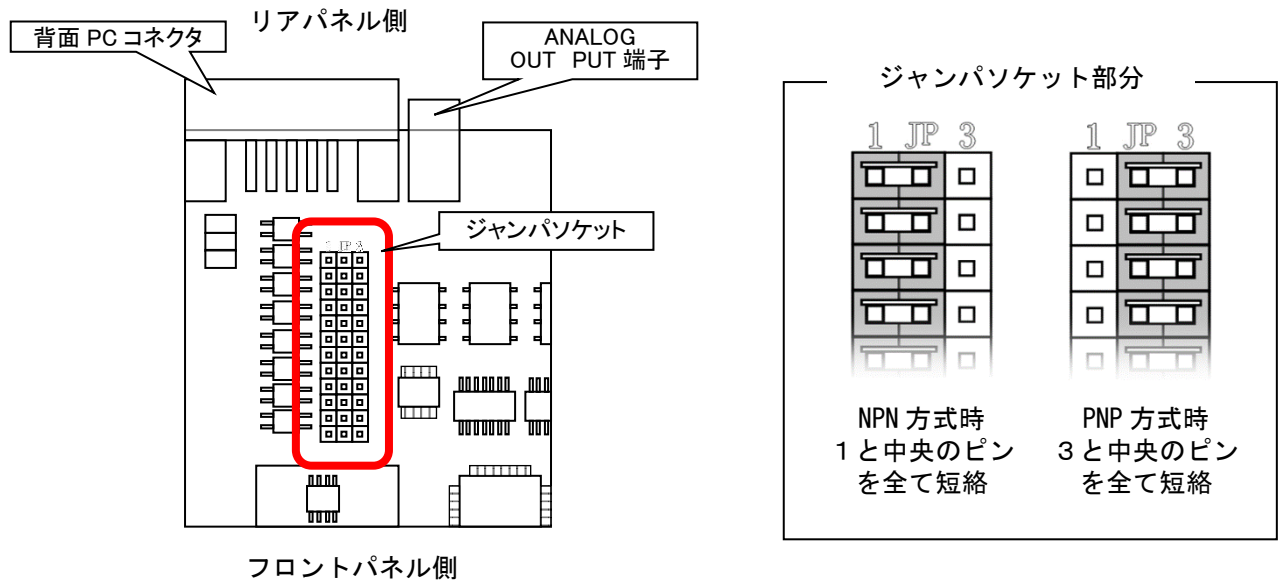 リアパネル側
背面 PC コネクタ
ANALOG
OUT PUT 端子
ジャンパソケット
1 JP 3
フロントパネル側
ジャンパソケット部分
1 JP 3
1 JP 3
NPN 方式時
1と中央のピン
を全て短絡
PNP 方式時
3と中央のピン
を全て短絡